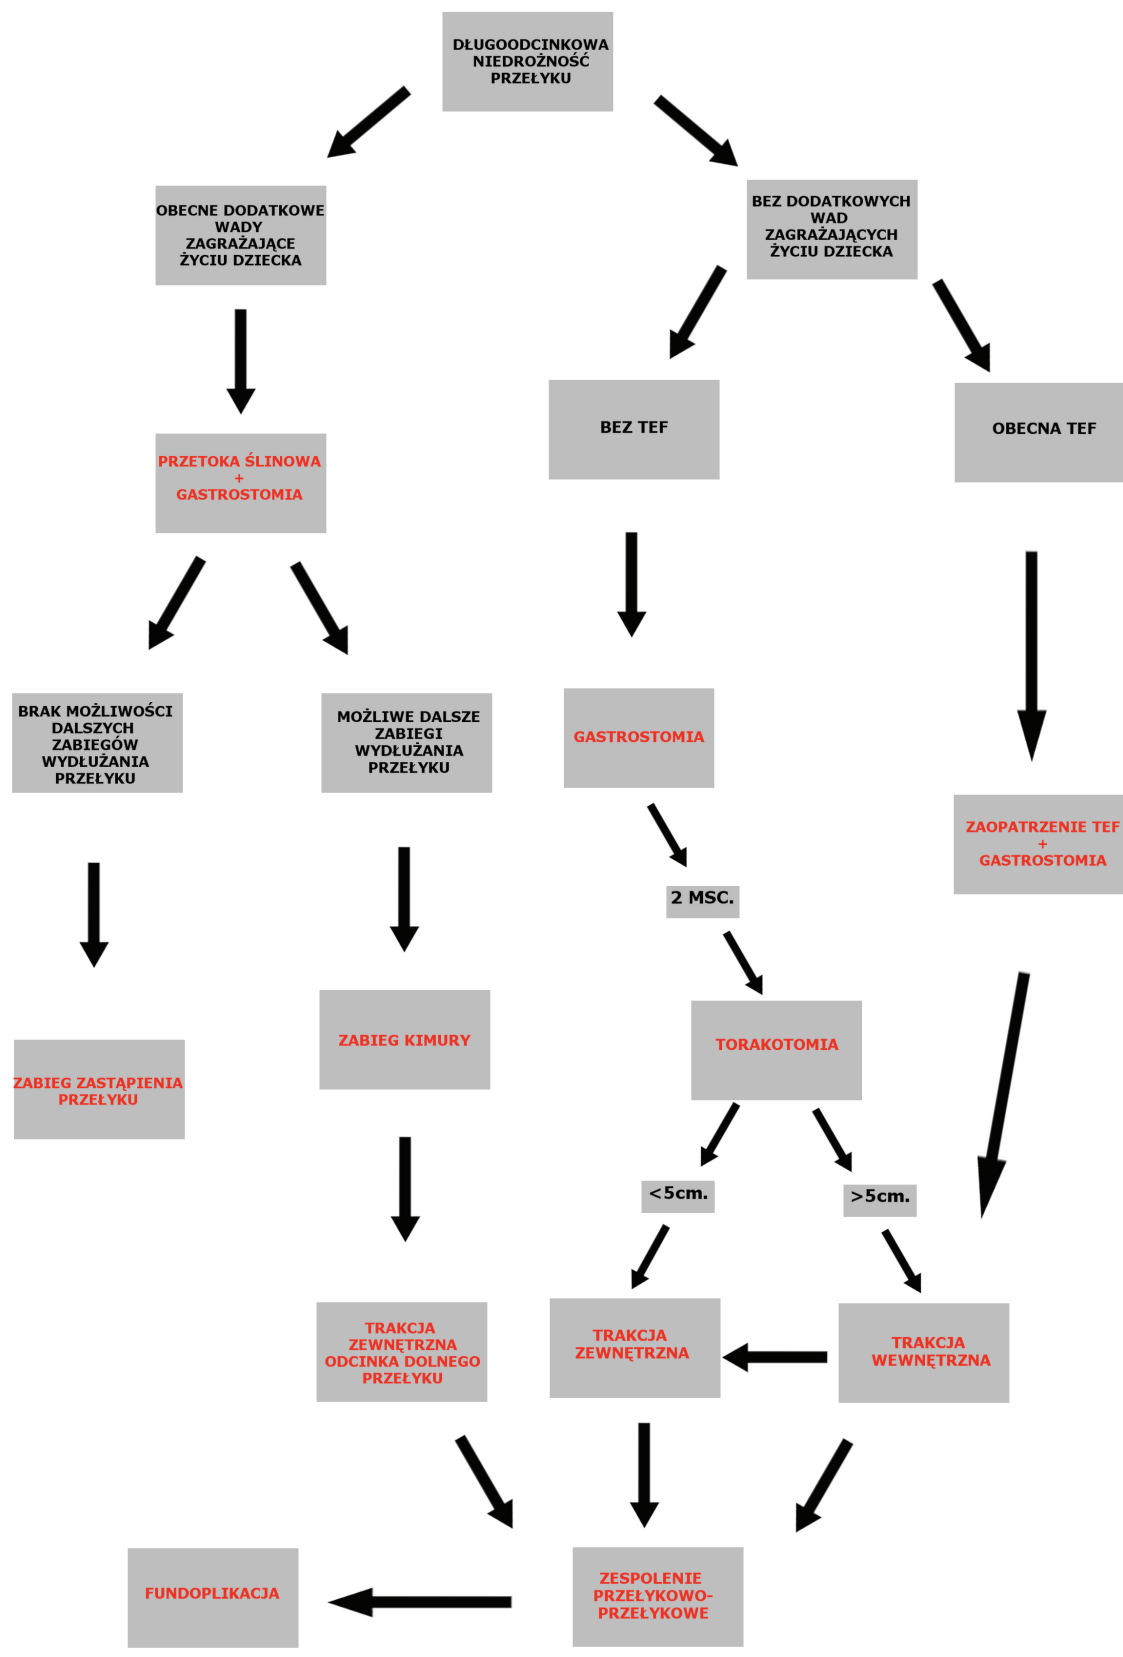 DŁUGOODCINKOWA
NIEDROŻNOŚĆ
PRZEŁYKU
OBECNE DODATKOWE
WADY
ZAGRAŻAJĄCE
ŻYCIU DZIECKA
BEZ DODATKOWYCH
WAD
ZAGRAŻAJĄCYCH
ŻYCIU DZIECKA
BEZ TEF
OBECNA TEF
PRZETOKA ŚLINOWA
+
GASTROSTOMIA
BRAK MOŻLIWOŚCI
DALSZYCH
ZABIEGÓW
WYDŁUŻANIA
PRZEŁYKU
MOŻLIWE DALSZE
ZABIEGI
WYDŁUŻANIA
PRZEŁYKU
GASTROSTOMIA
ZAOPATRZENIE TEF
+
GASTROSTOMIA
2 MSC.
TORAKOTOMIA
ZABIEG KIMURY
ZABIEG ZASTĄPIENIA
PRZEŁYKU
<5cm.
>5cm.
TRAKCJA
ZEWNĘTRZNA
ODCINKA DOLNEGO
PRZEŁYKU
TRAKCJA
ZEWNĘTRZNA
TRAKCJA
WEWNĘTRZNA
FUNDOPLIKACJA
ZESPOLENIE
PRZEŁYKOWO-
PRZEŁYKOWE